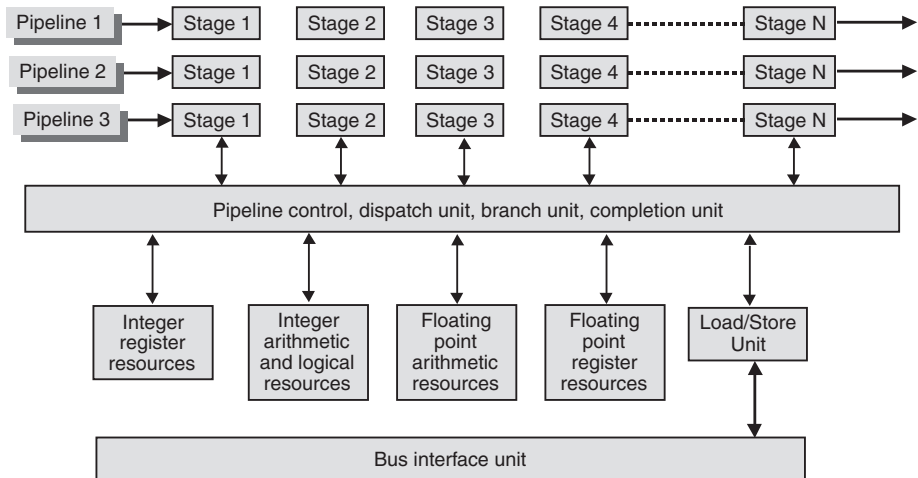 Pipeline 1 Stage 1 Stage 2 Stage 3 Stage 4 Stage N
Pipeline 2 Stage 1 Stage 2 Stage 3 Stage 4 Stage N
Pipeline 3 Stage 1 Stage 2 Stage 3 Stage 4 Stage N
Pipeline control, dispatch unit, branch unit, completion unit
Integer
register
resources
Integer
arithmetic
and logical
resources
Floating
point
arithmetic
resources
Floating
point
register
resources
Load/Store
Unit
Bus interface unit